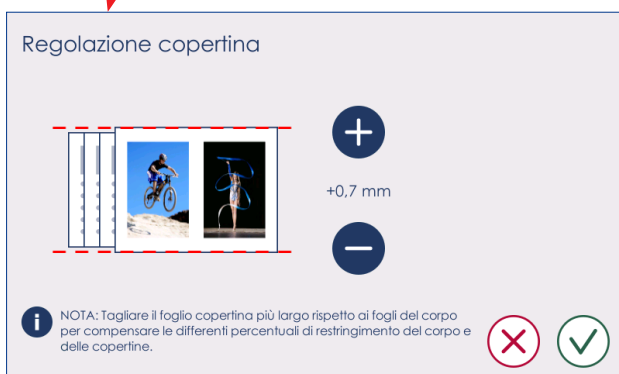 Regolazione copertina
+0,7 mm
NOTA: Tagliare il foglio copertina più largo rispetto ai fogli del corpo
per compensare le differenti percentuali di restringimento del corpo e
delle copertine.